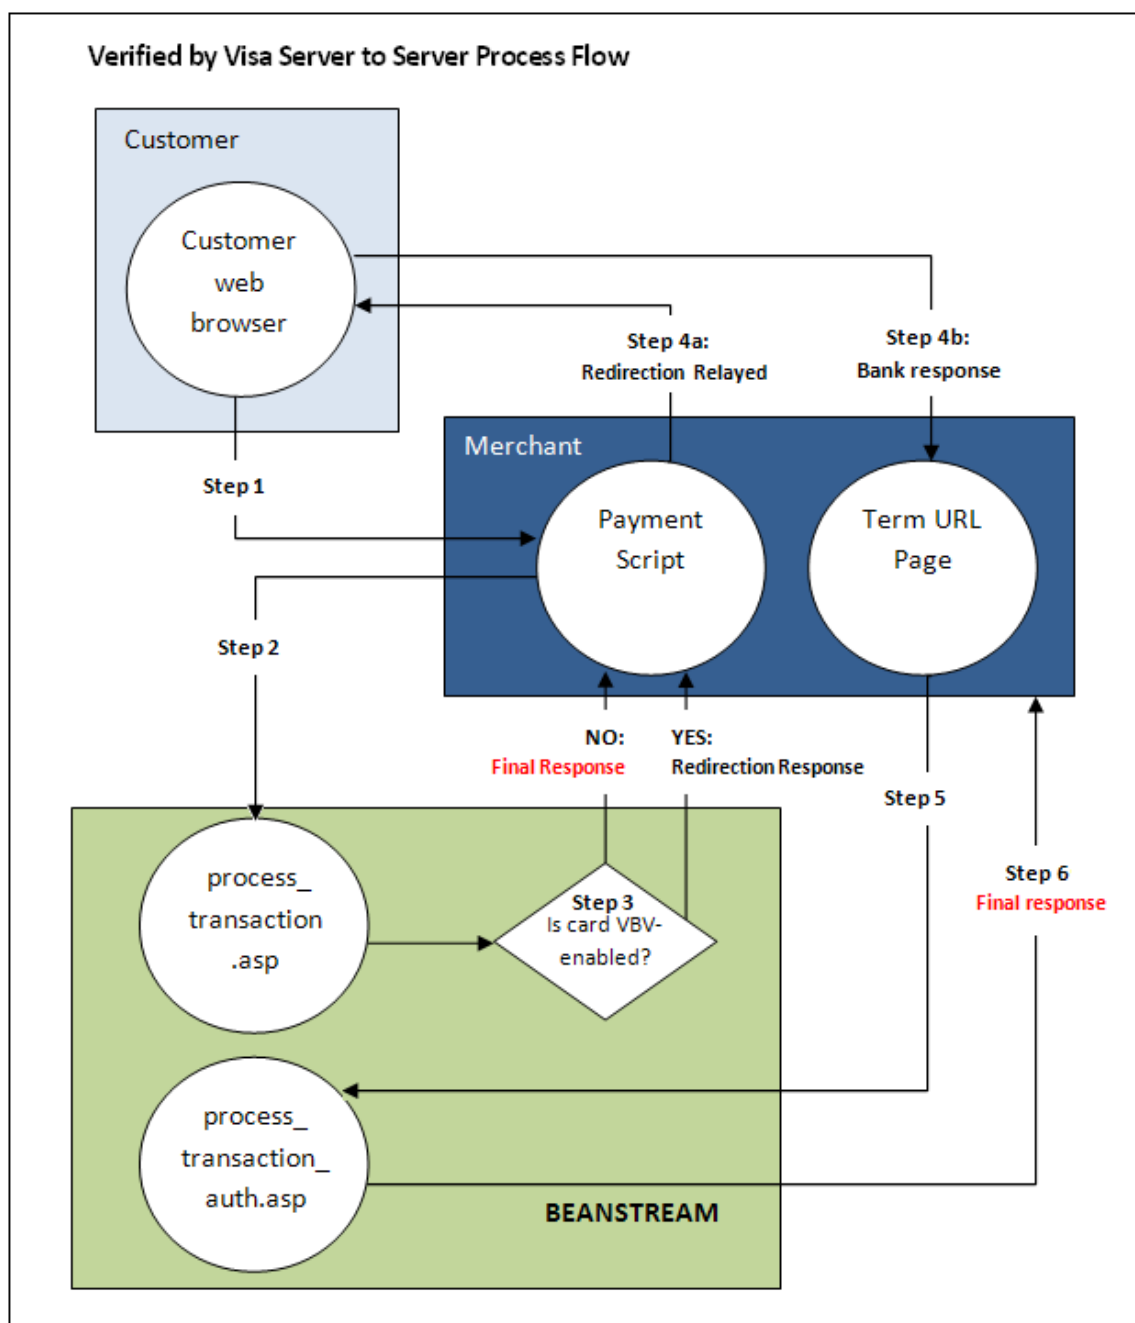 Verified by Visa Server to Server Process Flow
Customer
Customer
web
browser
Step 4a:
Redirection Relayed
Step 4b:
Bank response
Step 1
Merchant
Payment
Script
Term URL
Page
Step 2
NO:
Final Response
YES:
Redirection Response
Step 5
Step 6
Final response
process_
transaction
.asp
Step 3
Is card VBV-
enabled?
process_
transaction_
auth.asp
BEANSTREAM